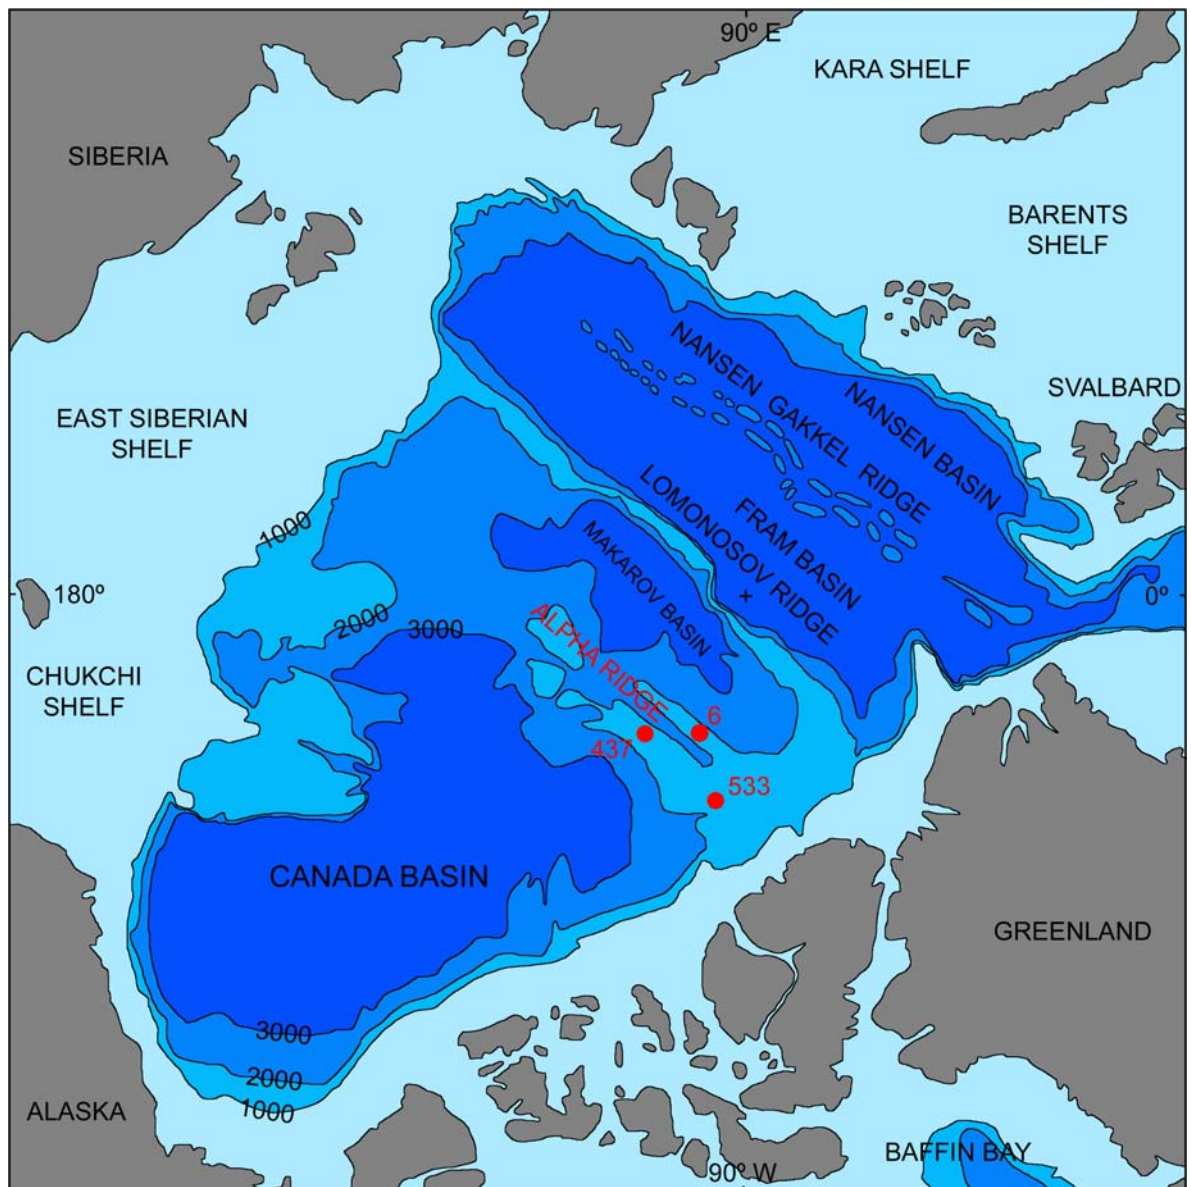 90º E
KARA SHELF
SIBERIA
BARENTS
SHELF
NANSEN GAKKEL RIDGE
NANSEN BASIN
SVALBARD
EAST SIBERIAN
SHELF
LOMONOSOV RIDGE
FRAM BASIN
MAKAROV BASIN
1000
180º
2000
3000
0º
ALPHA RIDGE
CHUKCHI
SHELF
6
437
533
CANADA BASIN
GREENLAND
3000
2000
1000
ALASKA
BAFFIN BAY
90º W